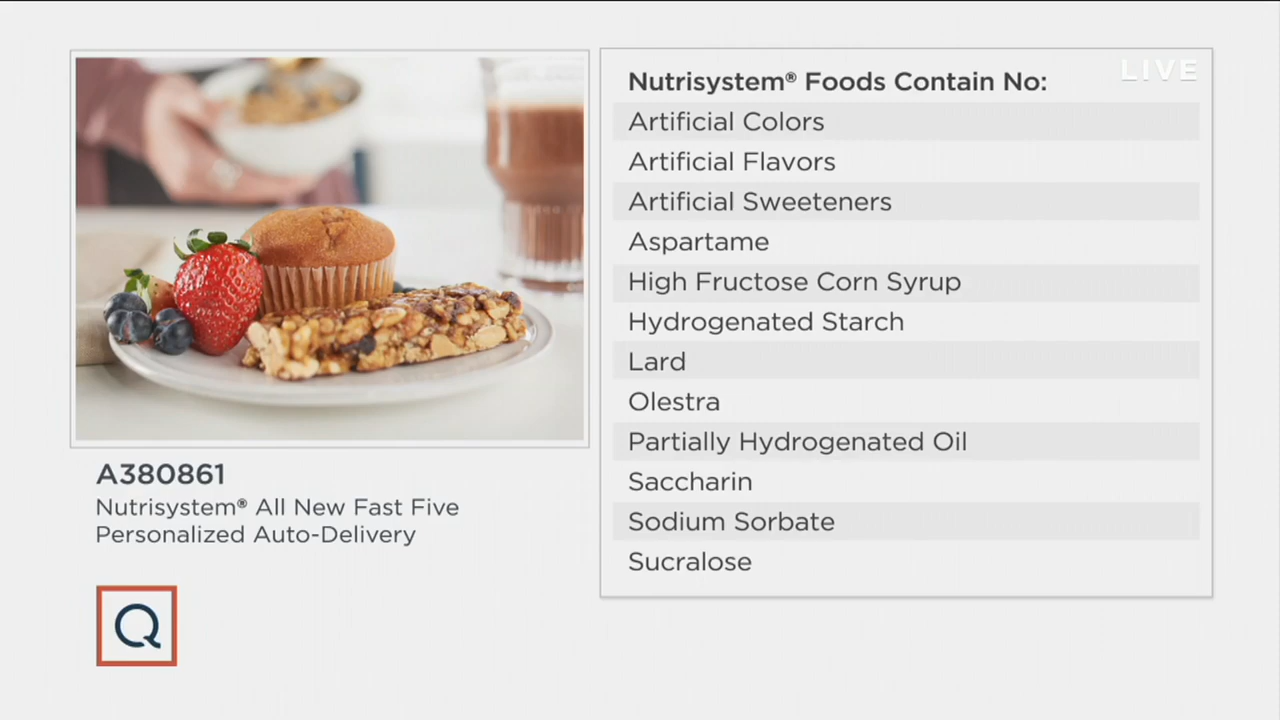 LIVE
Nutrisystem® Foods Contain No:
Artificial Colors
Artificial Flavors
Artificial Sweeteners
Aspartame
High Fructose Corn Syrup
Hydrogenated Starch
Lard
Olestra
Partially Hydrogenated Oil
Saccharin
Sodium Sorbate
Sucralose
A380861
Nutrisystem® All New Fast Five
Personalized Auto-Delivery
Q